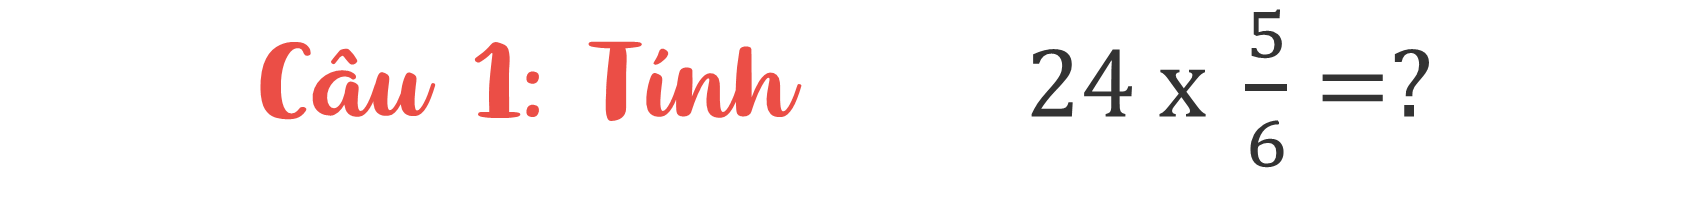 Câu 1: Tính 24 x 5/6 =?